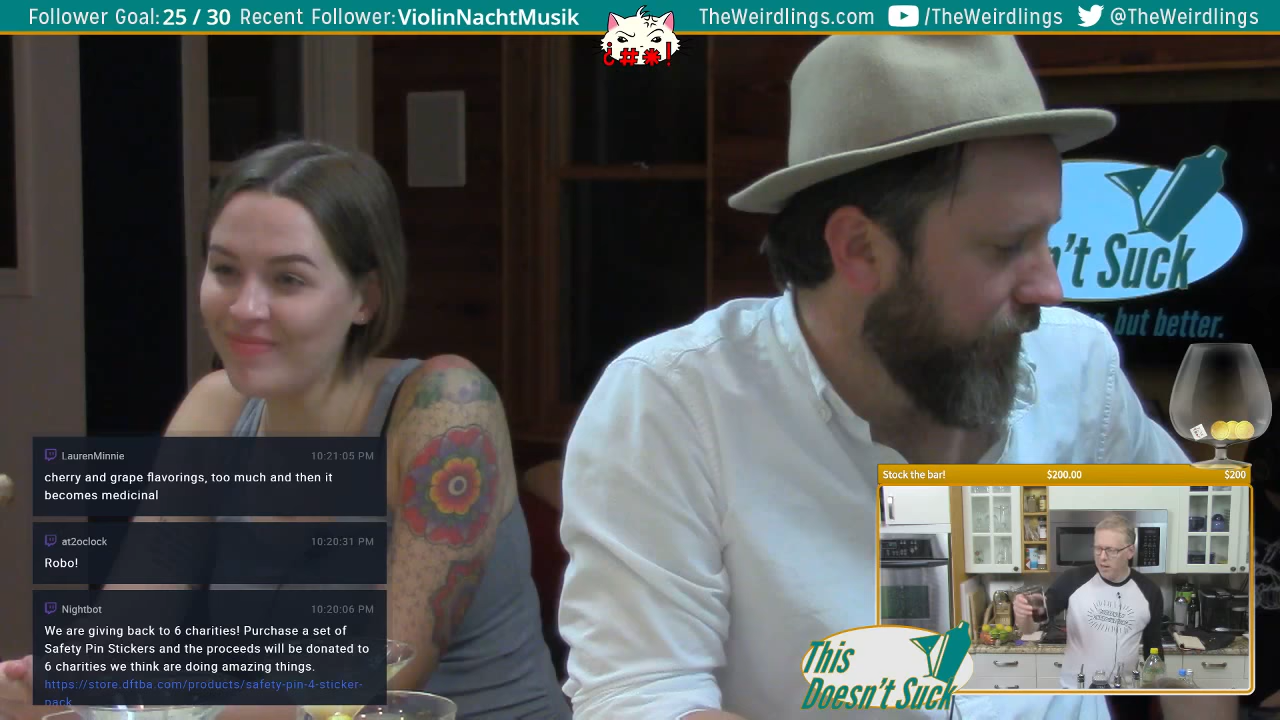 Follower Goal: 25 / 30 Recent Follower: ViolinNachtMusik
¿#*!
TheWeirdlings.com /TheWeirdlings @TheWeirdlings
n't Suck
but better.
LaurenMinnie 10:21:05 PM
cherry and grape flavorings, too much and then it
becomes medicinal
at2oclock 10:20:31 PM
Robo!
Nightbot 10:20:06 PM
We are giving back to 6 charities! Purchase a set of
Safety Pin Stickers and the proceeds will be donated to
6 charities we think are doing amazing things.
https://store.dftba.com/products/safety-pin-4-sticker-
pack
Stock the bar! $200.00 $200
This
Doesn't Suck